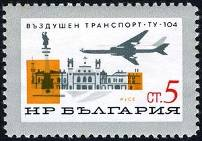 ВЪЗДУШЕН ТРАНСПОРТ · ТУ-104
РУСЕ
СТ. 5
НР БЪЛГАРИЯ